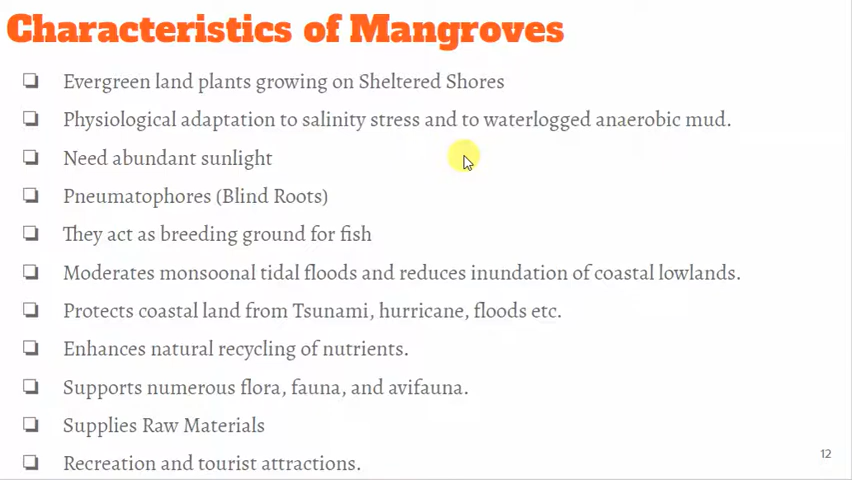 Characteristics of Mangroves
Evergreen land plants growing on Sheltered Shores
Physiological adaptation to salinity stress and to waterlogged anaerobic mud.
Need abundant sunlight
Pneumatophores (Blind Roots)
They act as breeding ground for fish
Moderates monsoonal tidal floods and reduces inundation of coastal lowlands.
Protects coastal land from Tsunami, hurricane, floods etc.
Enhances natural recycling of nutrients.
Supports numerous flora, fauna, and avifauna.
Supplies Raw Materials
Recreation and tourist attractions.
12